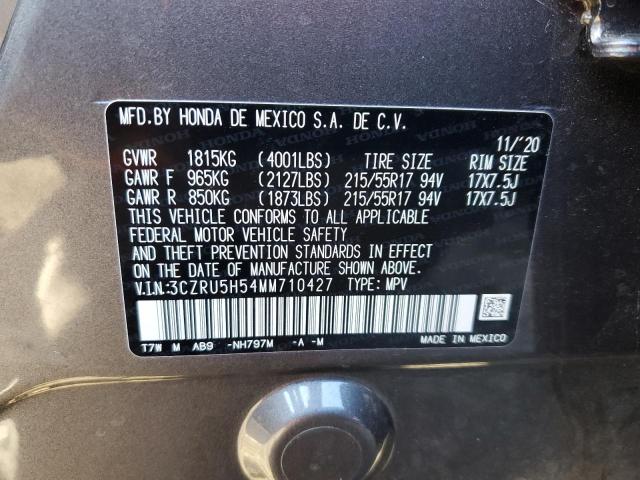 MFD.BY HONDA DE MEXICO S.A. DE C.V.
11/'20
GVWR 1815KG (4001LBS) TIRE SIZE RIM SIZE
GAWR F 965KG (2127LBS) 215/55R17 94V 17X7.5J
GAWR R 850KG (1873LBS) 215/55R17 94V 17X7.5J
THIS VEHICLE CONFORMS TO ALL APPLICABLE
FEDERAL MOTOR VEHICLE SAFETY
AND THEFT PREVENTION STANDARDS IN EFFECT
ON THE DATE OF MANUFACTURE SHOWN ABOVE.
V.I.N.:3CZRU5H54MM710427 TYPE: MPV
T7W M AB9 -NH797M -A -M
MADE IN MEXICO